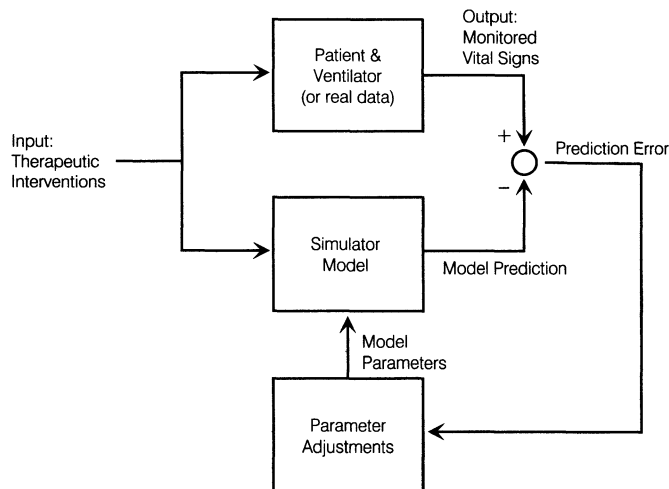 Output:
Monitored
Vital Signs
Patient &
Ventilator
(or real data)
Input:
Therapeutic
Interventions
+
Prediction Error
−
Simulator
Model
Model Prediction
Model
Parameters
Parameter
Adjustments